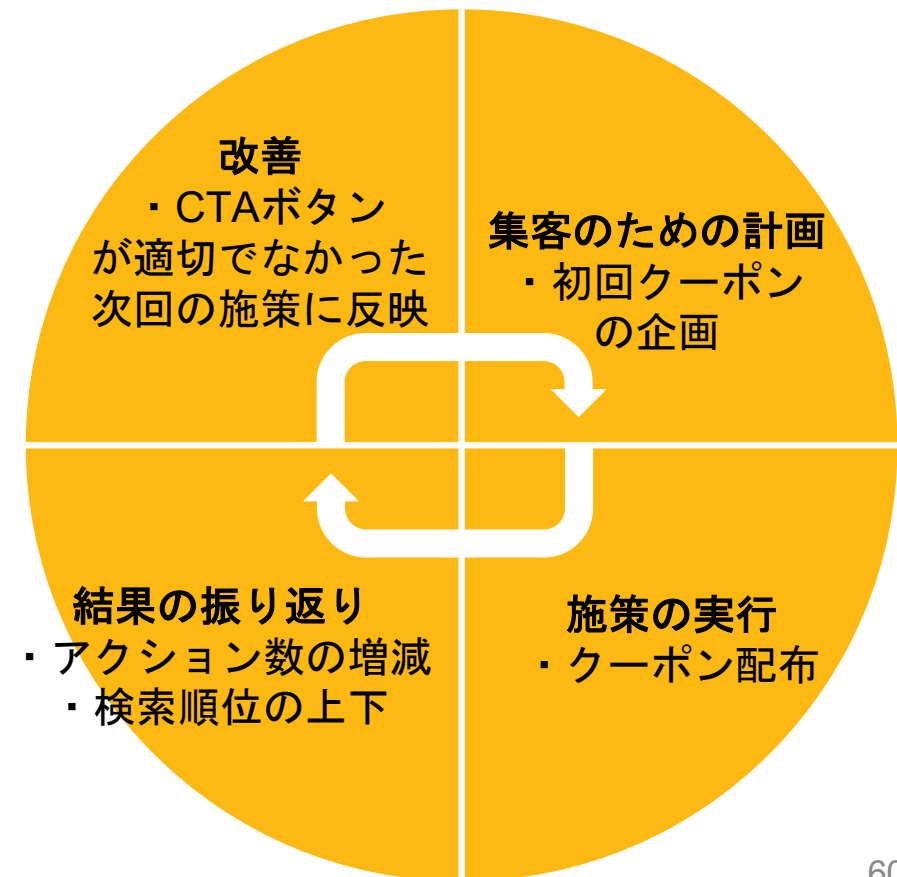 改善
・CTAボタン
が適切でなかった
次回の施策に反映
集客のための計画
・初回クーポン
の企画
結果の振り返り
・アクション数の増減
・検索順位の上下
施策の実行
・クーポン配布
60